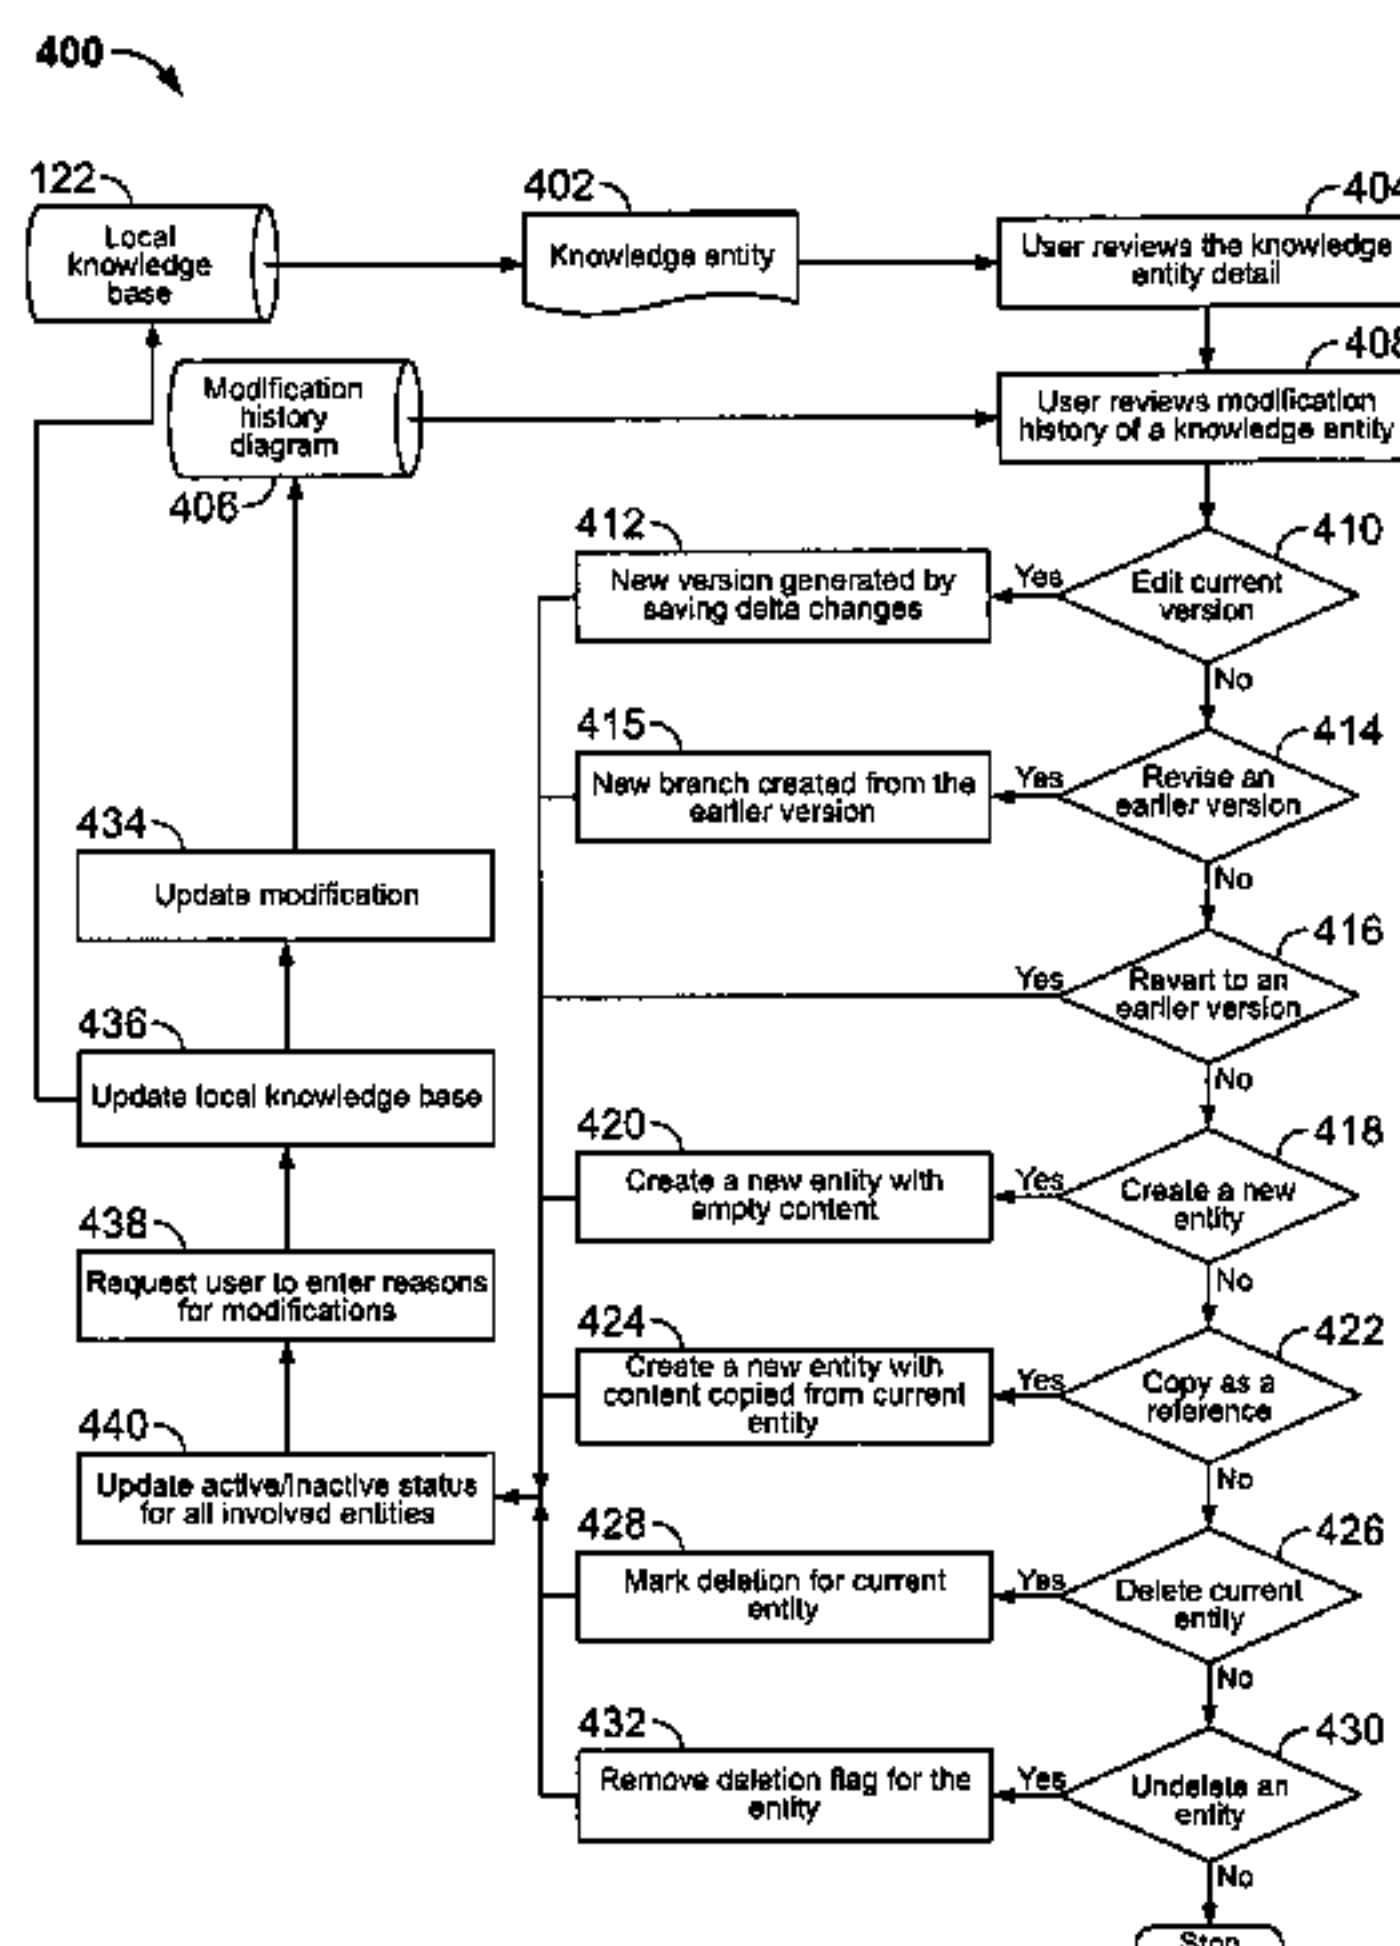 400
122
Local
knowledge
base
402
Knowledge entity
404
User reviews the knowledge
entity detail
Modification
history
diagram
406
408
User reviews modification
history of a knowledge entity
410
Edit current
version
Yes
No
412
New version generated by
saving delta changes
414
Revise an
earlier version
Yes
No
415
New branch created from the
earlier version
416
Revert to an
earlier version
Yes
No
418
Create a new
entity
Yes
No
420
Create a new entity with
empty content
422
Copy as a
reference
Yes
No
424
Create a new entity with
content copied from current
entity
426
Delete current
entity
Yes
No
428
Mark deletion for current
entity
430
Undelete an
entity
Yes
No
432
Remove deletion flag for the
entity
434
Update modification
436
Update local knowledge base
438
Request user to enter reasons
for modifications
440
Update active/inactive status
for all involved entities
Stop